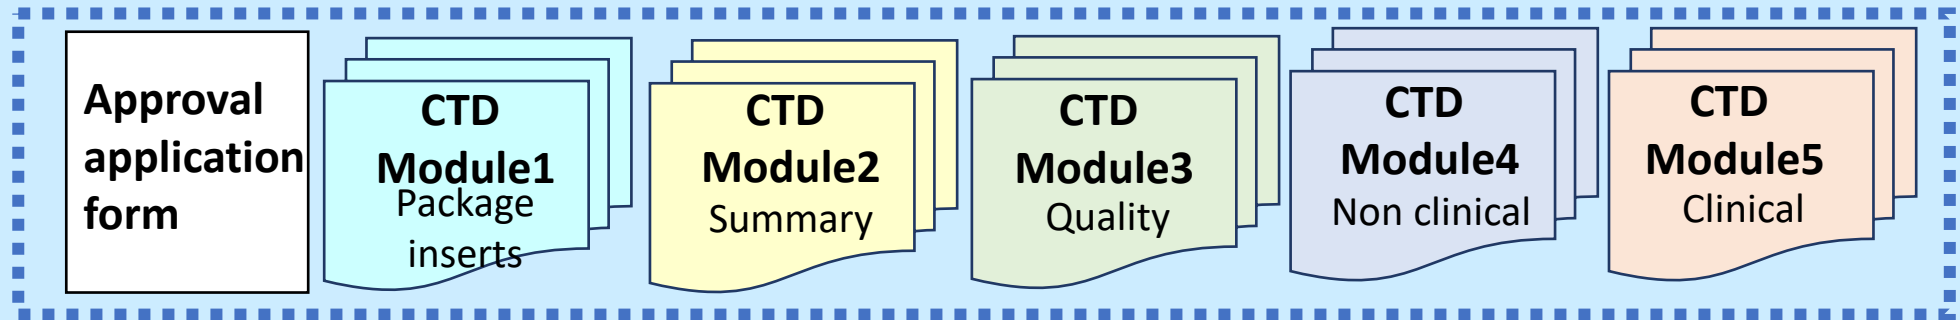 Approval
application
form
CTD
Module1
Package
inserts
CTD
Module2
Summary
CTD
Module3
Quality
CTD
Module4
Non clinical
CTD
Module5
Clinical